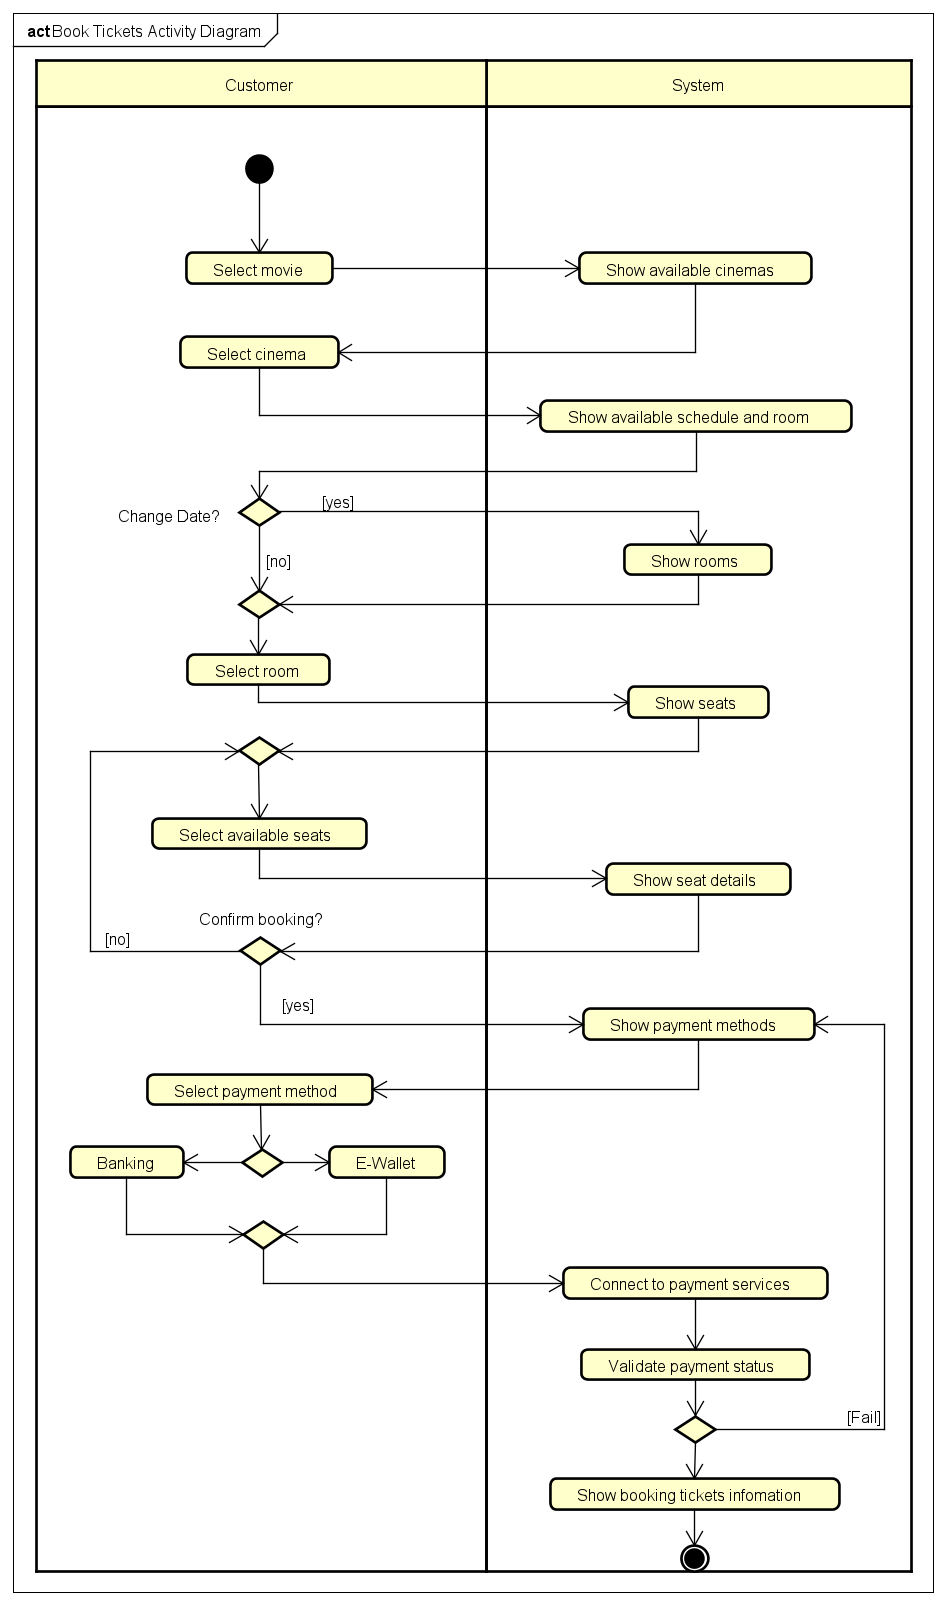 act Book Tickets Activity Diagram
Customer
System
Select movie
Show available cinemas
Select cinema
Show available schedule and room
Change Date?
[yes]
Show rooms
[no]
Select room
Show seats
Select available seats
Show seat details
Confirm booking?
[no]
[yes]
Show payment methods
Select payment method
Banking
E-Wallet
Connect to payment services
Validate payment status
[Fail]
Show booking tickets infomation